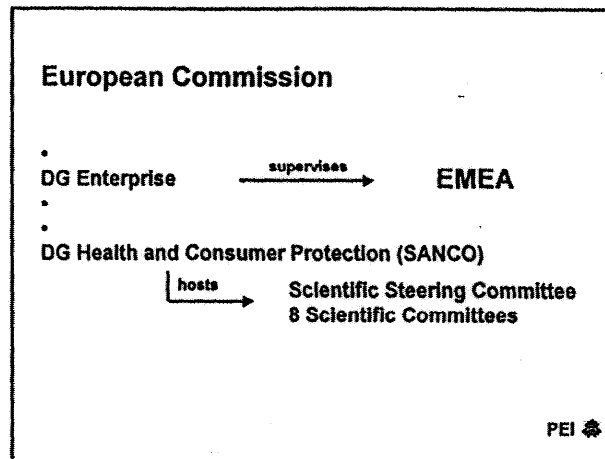 European Commission
•
DG Enterprise supervises EMEA
•
•
DG Health and Consumer Protection (SANCO)
hosts Scientific Steering Committee
8 Scientific Committees
PEI